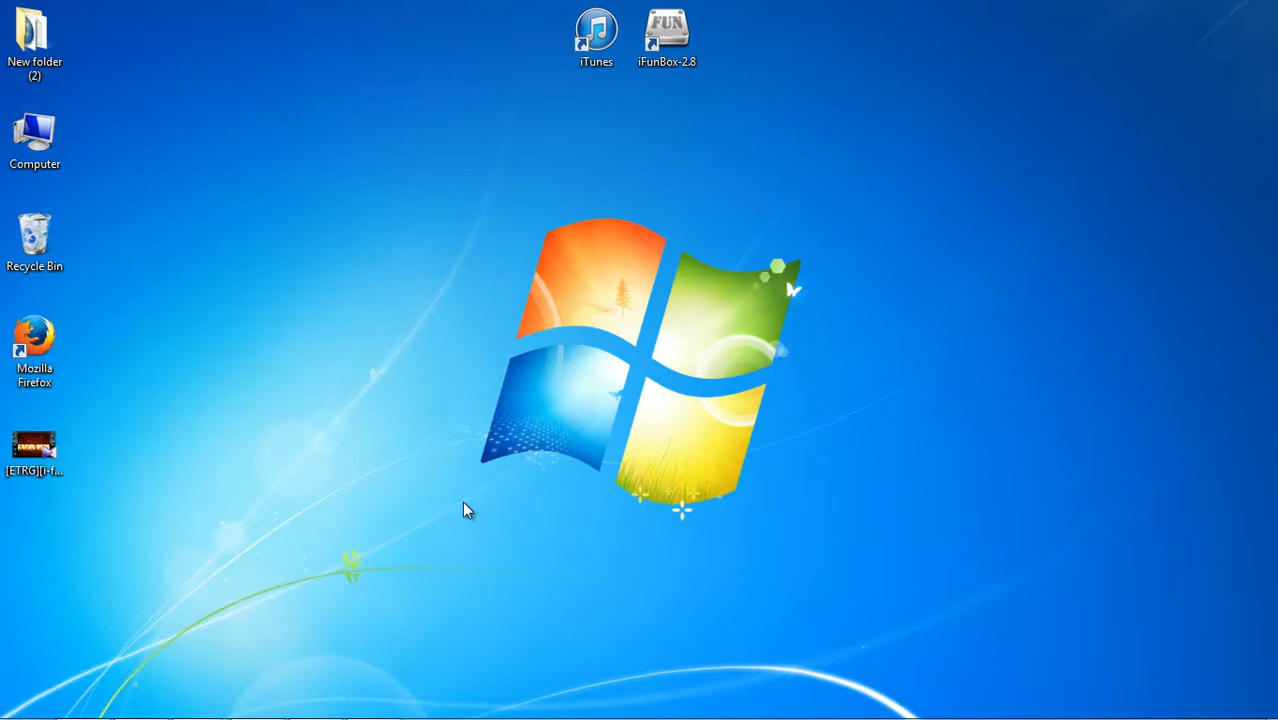 New folder
(2)
Computer
Recycle Bin
Mozilla
Firefox
[ETRG][i-f...
FUN
iTunes
iFunBox-2.8